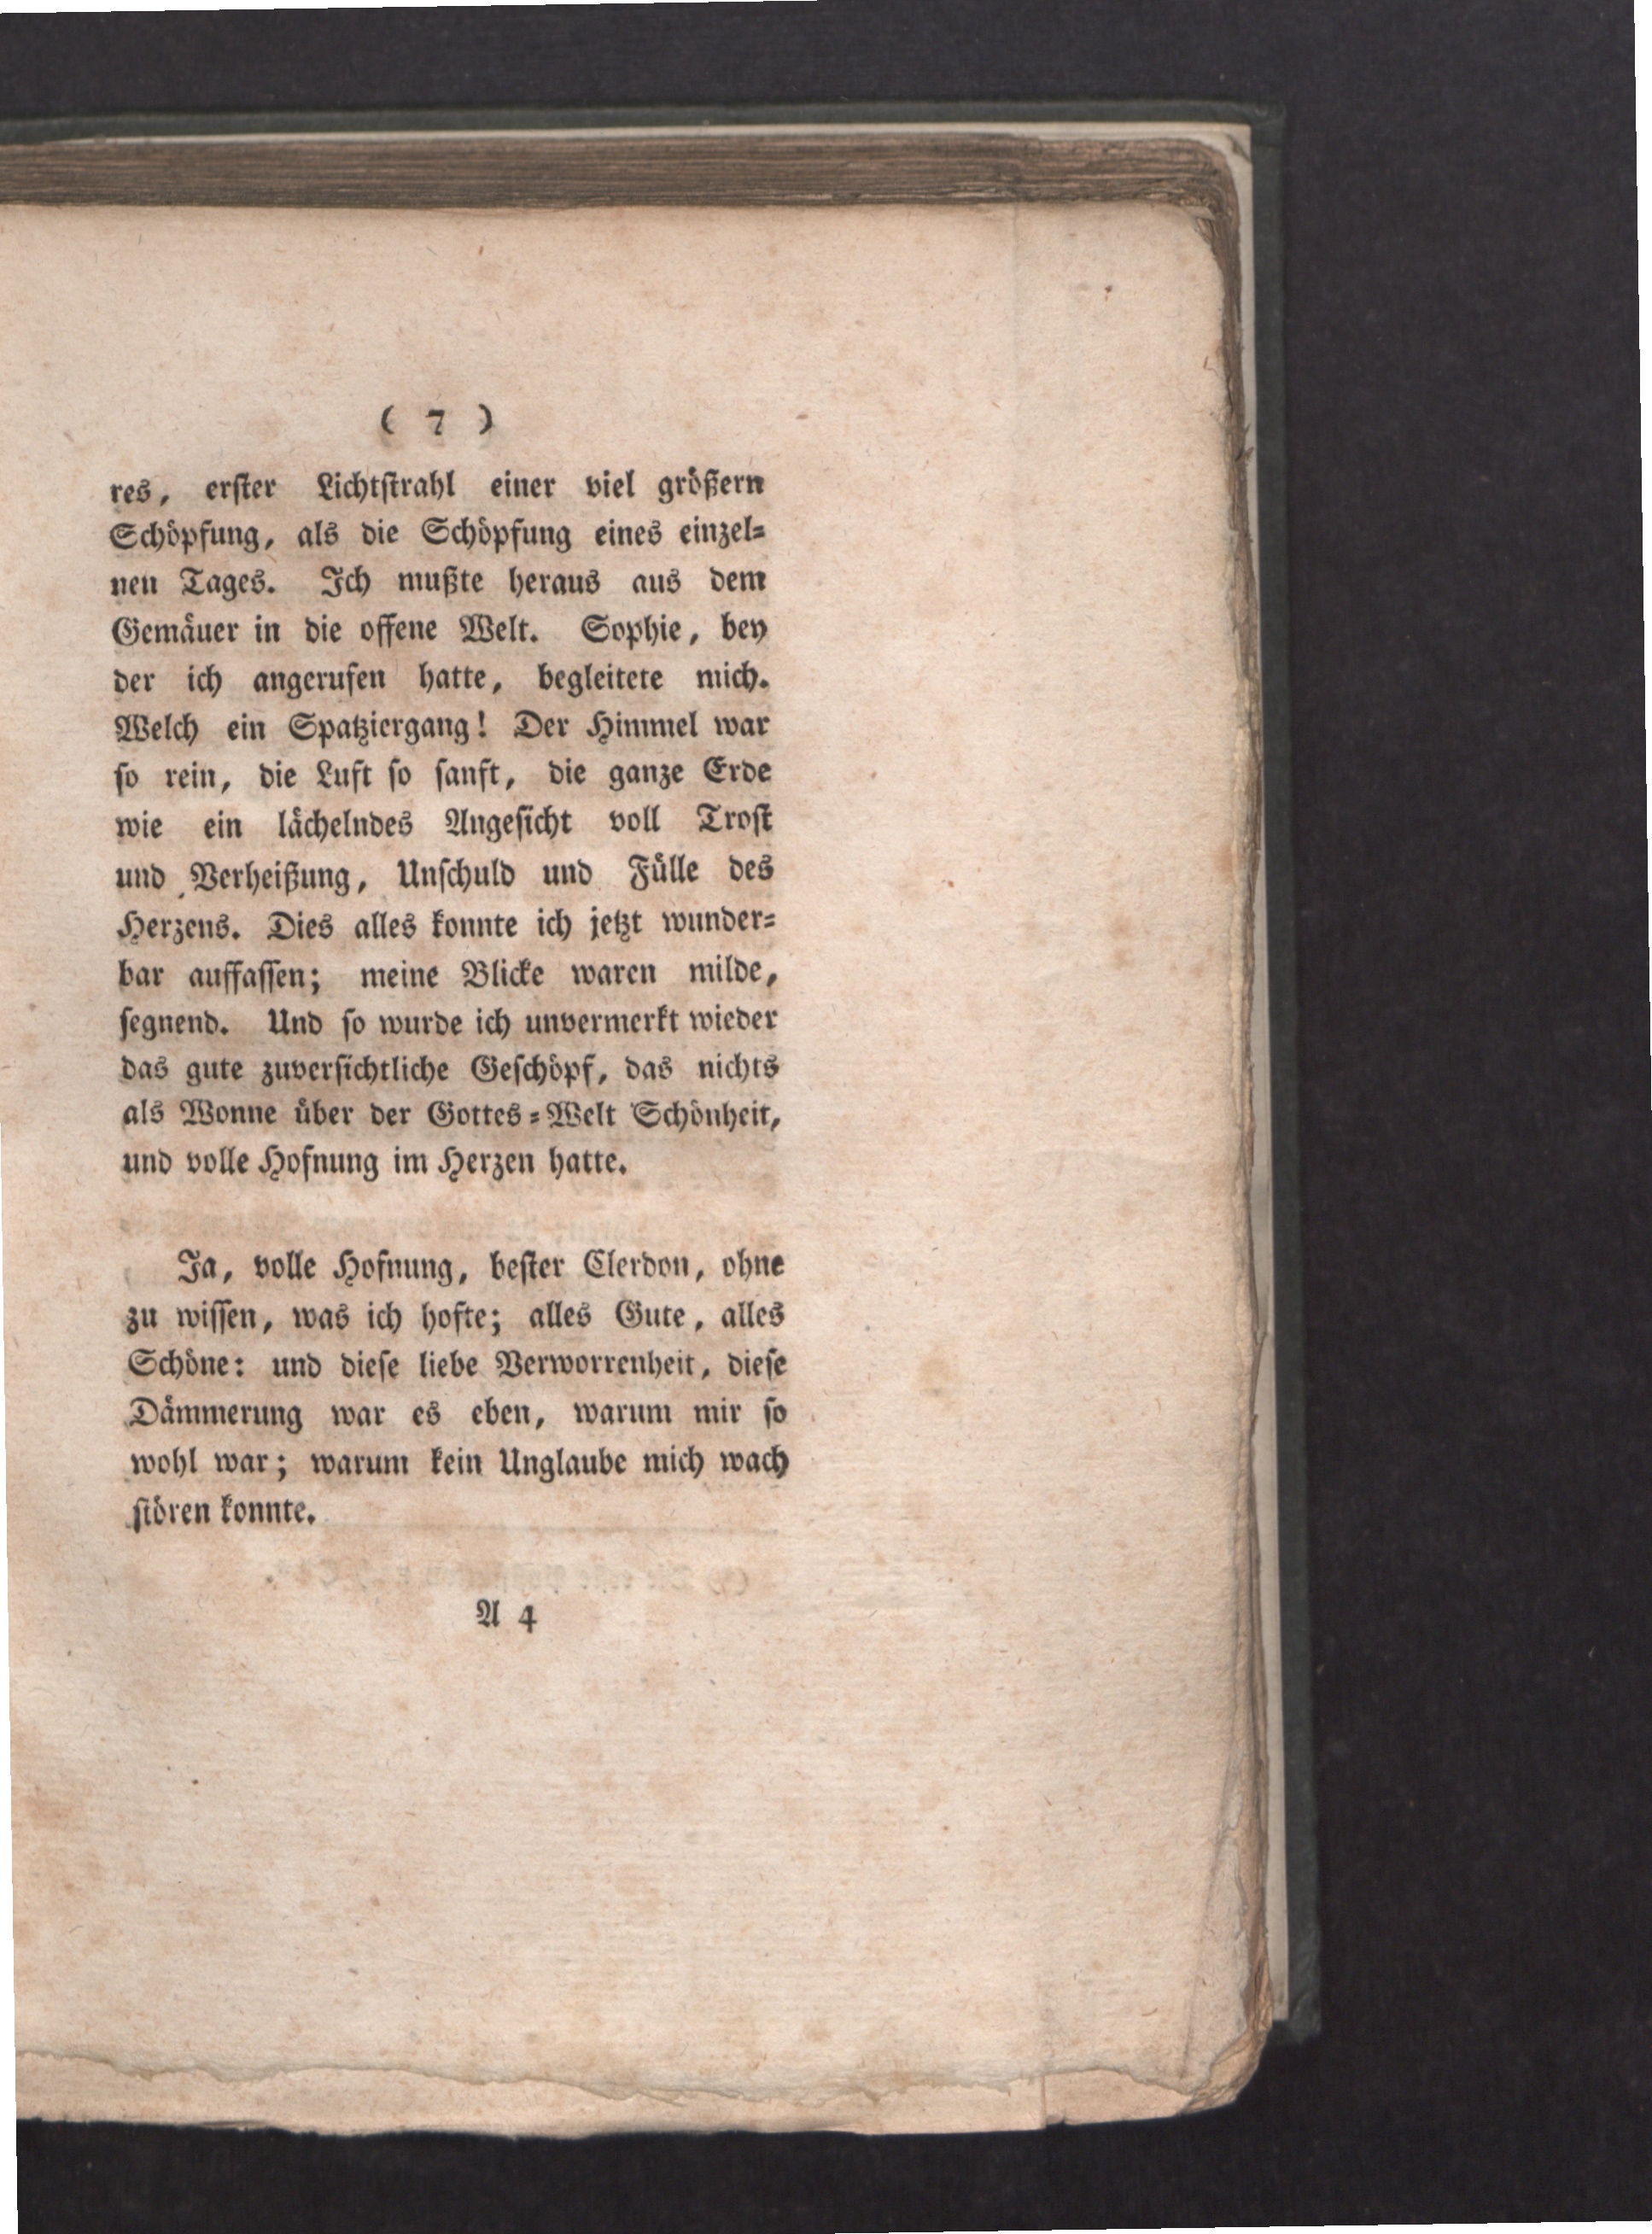 ( 7 )
res, erster Lichtstrahl einer viel größern
Schöpfung, als die Schöpfung eines einzel-
nen Tages. Ich mußte heraus aus dem
Gemäuer in die offene Welt. Sophie, bey
der ich angerufen hatte, begleitete mich.
Welch ein Spatziergang! Der Himmel war
so rein, die Luft so sanft, die ganze Erde
wie ein lächelndes Angesicht voll Trost
und Verheißung, Unschuld und Fülle des
Herzens. Dies alles konnte ich jetzt wunder-
bar auffassen; meine Blicke waren milde,
segnend. Und so wurde ich unvermerkt wieder
das gute zuversichtliche Geschöpf, das nichts
als Wonne über der Gottes-Welt Schönheit,
und volle Hofnung im Herzen hatte.
Ja, volle Hofnung, bester Clerdon, ohne
zu wissen, was ich hofte; alles Gute, alles
Schöne: und diese liebe Verworrenheit, diese
Dämmerung war es eben, warum mir so
wohl war; warum kein Unglaube mich wach
stören konnte.
A 4